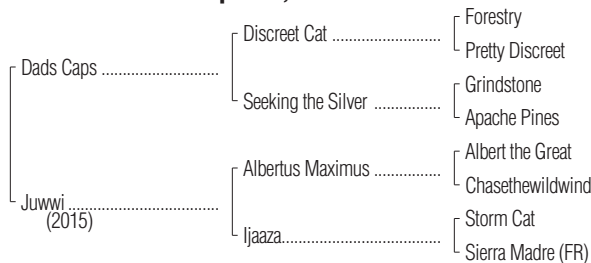 Forestry
Discreet Cat ....................
Pretty Discreet
Dads Caps ............................
Grindstone
Seeking the Silver .................
Apache Pines
Albert the Great
Albertus Maximus .................
Chasethewildwind
Juwwi ....................................
(2015)
Storm Cat
Ijaaza.......................................
Sierra Madre (FR)